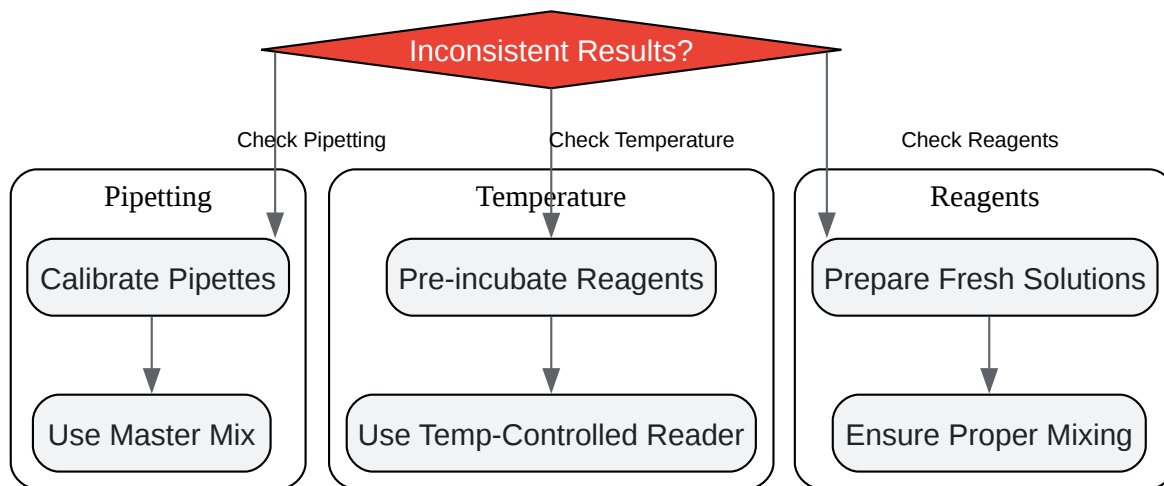 Inconsistent Results?
Check Pipetting
Check Temperature
Check Reagents
Pipetting
Temperature
Reagents
Calibrate Pipettes
Pre-incubate Reagents
Prepare Fresh Solutions
Use Master Mix
Use Temp-Controlled Reader
Ensure Proper Mixing